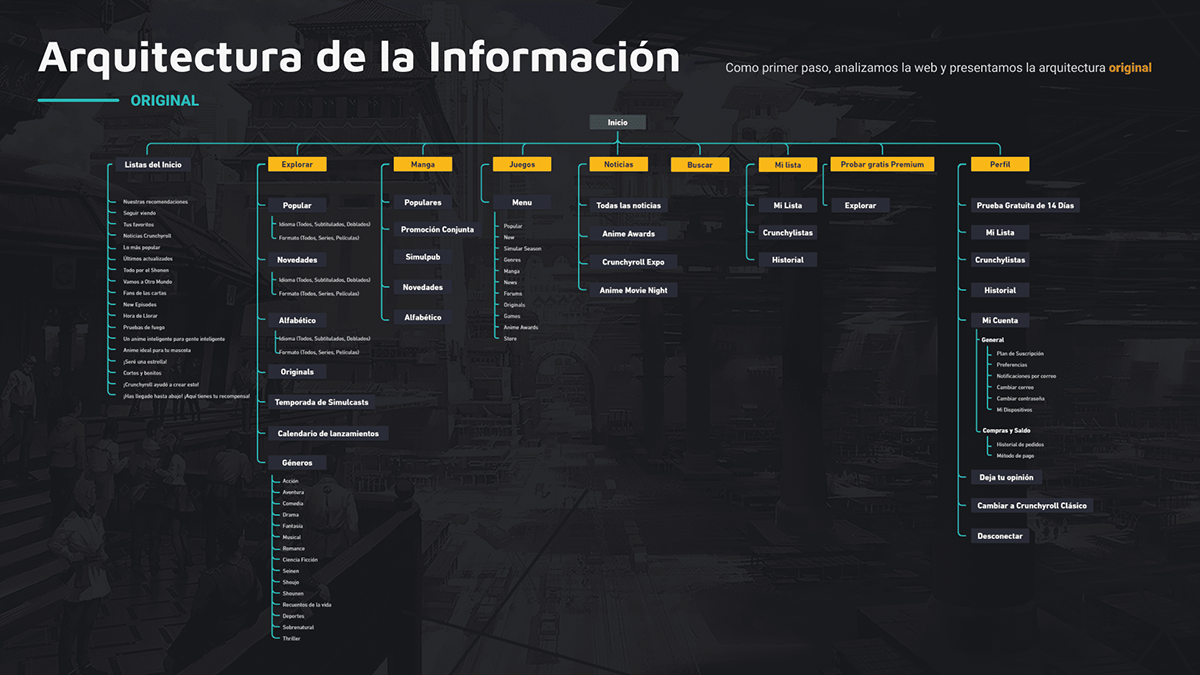 Arquitectura de la Información
Como primer paso, analizamos la web y presentamos la arquitectura original
ORIGINAL
Inicio
Listas del Inicio
Nuestras recomendaciones
Seguir viendo
Tus favoritos
Noticias Crunchyroll
Lo más popular
Últimos actualizados
Todo por el Shonen
Vamos a Otro Mundo
Fans de las cartas
New Episodes
Hora de Llorar
Pruebas de fuego
Un anime inteligente para gente inteligente
Anime ideal para tu mascota
¡Seré una estrella!
Cortos y bonitos
¡Crunchyroll ayudó a crear esto!
¡Has llegado hasta abajo! ¡Aquí tienes tu recompensa!
Explorar
Popular
Idioma (Todos, Subtitulados, Doblados)
Formato (Todos, Series, Películas)
Novedades
Idioma (Todos, Subtitulados, Doblados)
Formato (Todos, Series, Películas)
Alfabético
Idioma (Todos, Subtitulados, Doblados)
Formato (Todos, Series, Películas)
Originals
Temporada de Simulcasts
Calendario de lanzamientos
Géneros
Acción
Aventura
Comedia
Drama
Fantasía
Musical
Romance
Ciencia Ficción
Seinen
Shoujo
Shounen
Recuentos de la vida
Deportes
Sobrenatural
Thriller
Manga
Populares
Promoción Conjunta
Simulpub
Novedades
Alfabético
Juegos
Menu
Popular
New
Simular Season
Genres
Manga
News
Forums
Originals
Games
Anime Awards
Store
Noticias
Todas las noticias
Anime Awards
Crunchyroll Expo
Anime Movie Night
Buscar
Mi lista
Mi Lista
Crunchylistas
Historial
Probar gratis Premium
Explorar
Perfil
Prueba Gratuita de 14 Días
Mi Lista
Crunchylistas
Historial
Mi Cuenta
General
Plan de Suscripción
Preferencias
Notificaciones por correo
Cambiar correo
Cambiar contraseña
Mi Dispositivos
Compras y Saldo
Historial de pedidos
Método de pago
Deja tu opinión
Cambiar a Crunchyroll Clásico
Desconectar